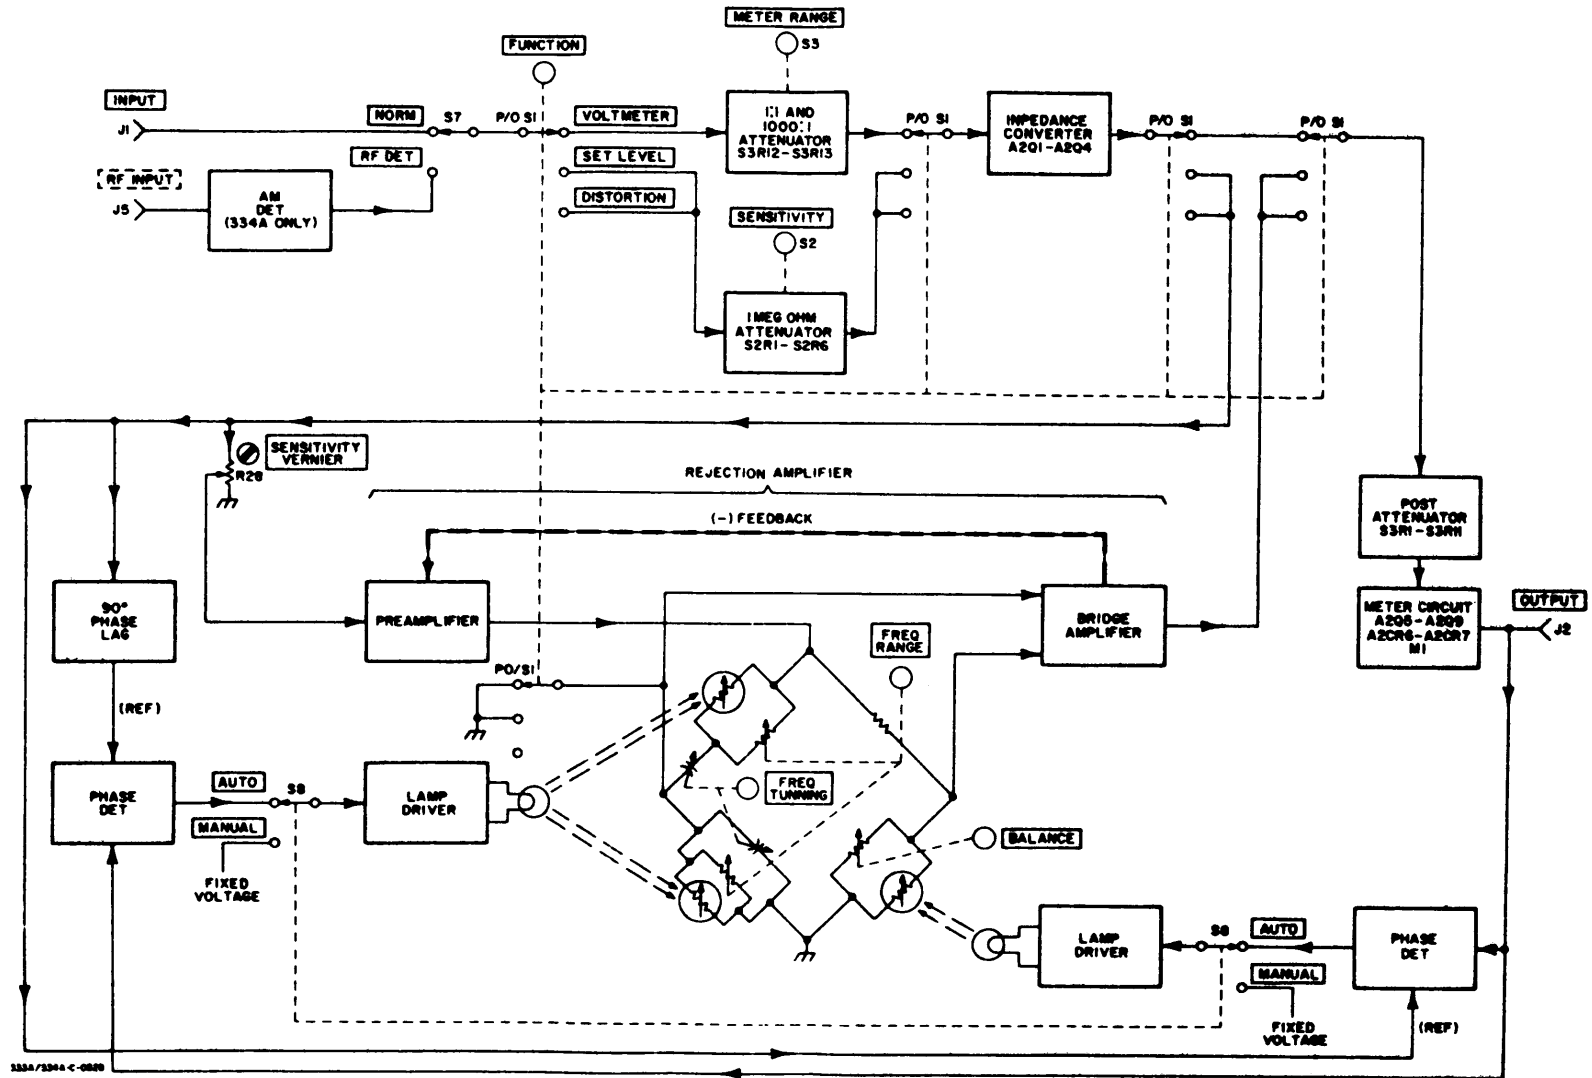 METER RANGE
S3
FUNCTION
INPUT
J1
NORM
S7
P/O S1
VOLTMETER
1:1 AND
1000:1
ATTENUATOR
S3R12-S3R13
P/O S1
IMPEDANCE
CONVERTER
A2Q1-A2Q4
P/O S1
P/O S1
RF DET
SET LEVEL
RF INPUT
J5
AM
DET
(334A ONLY)
DISTORTION
SENSITIVITY
S2
1 MEG OHM
ATTENUATOR
S2R1-S2R6
SENSITIVITY
VERNIER
R28
REJECTION AMPLIFIER
(-) FEEDBACK
POST
ATTENUATOR
S3R1-S3R11
90°
PHASE
LAG
PREAMPLIFIER
BRIDGE
AMPLIFIER
METER CIRCUIT
A2Q5-A2Q9
A2CR6-A2CR7
M1
OUTPUT
J2
FREQ
RANGE
PO/S1
(REF)
PHASE
DET
AUTO
S8
LAMP
DRIVER
FREQ
TUNNING
MANUAL
FIXED
VOLTAGE
BALANCE
LAMP
DRIVER
S8
AUTO
PHASE
DET
MANUAL
FIXED
VOLTAGE
(REF)